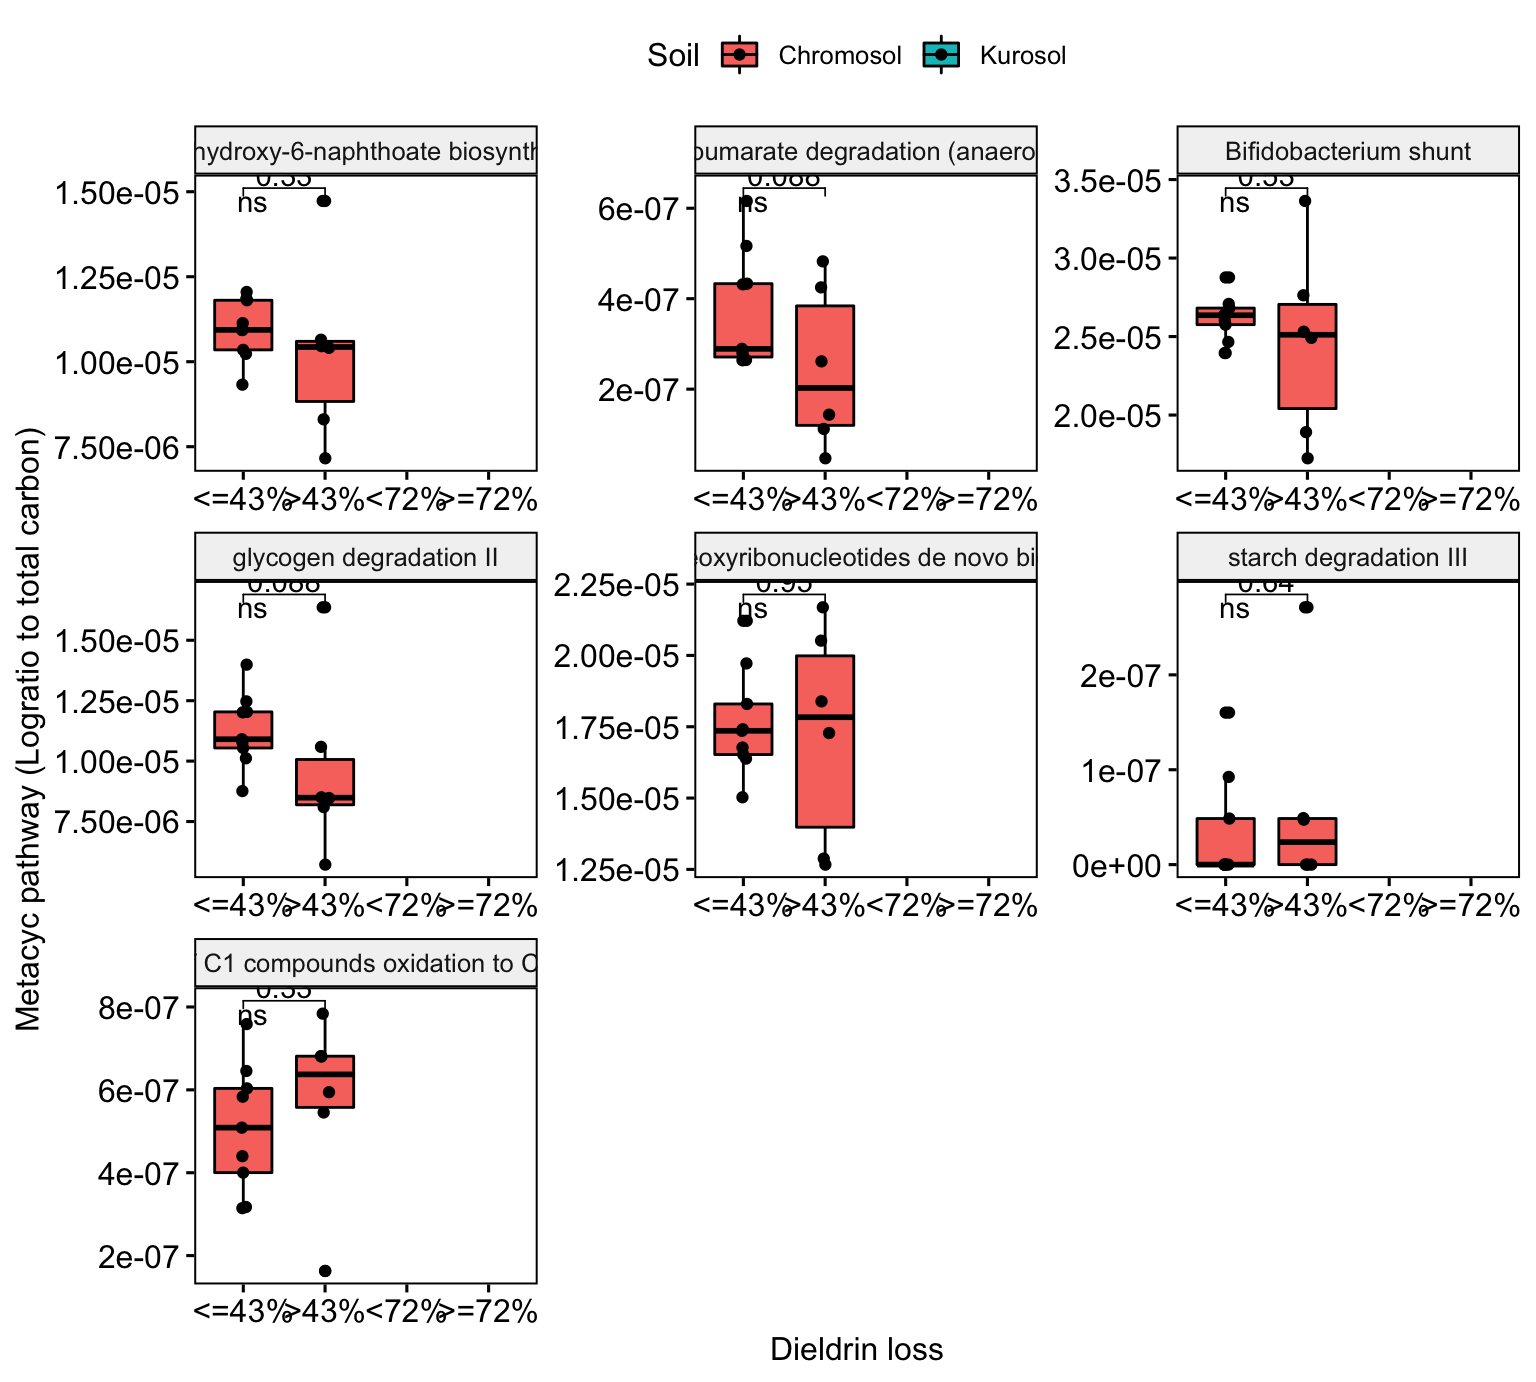 Soil Chromosol Kurosol
hydroxy-6-naphthoate biosynth
oumarate degradation (anaero
Bifidobacterium shunt
0.33
0.088
0.53
ns
ns
ns
1.50e-05
1.25e-05
1.00e-05
7.50e-06
6e-07
4e-07
2e-07
3.5e-05
3.0e-05
2.5e-05
2.0e-05
<=43% >43% <72% >=72%
<=43% >43% <72% >=72%
<=43% >43% <72% >=72%
glycogen degradation II
eoxyribonucleotides de novo bi
starch degradation III
0.088
0.95
0.64
ns
ns
ns
1.50e-05
1.25e-05
1.00e-05
7.50e-06
2.25e-05
2.00e-05
1.75e-05
1.50e-05
1.25e-05
2e-07
1e-07
0e+00
<=43% >43% <72% >=72%
<=43% >43% <72% >=72%
<=43% >43% <72% >=72%
C1 compounds oxidation to C
ns
8e-07
6e-07
4e-07
2e-07
<=43% >43% <72% >=72%
Metacyc pathway (Logratio to total carbon)
Dieldrin loss